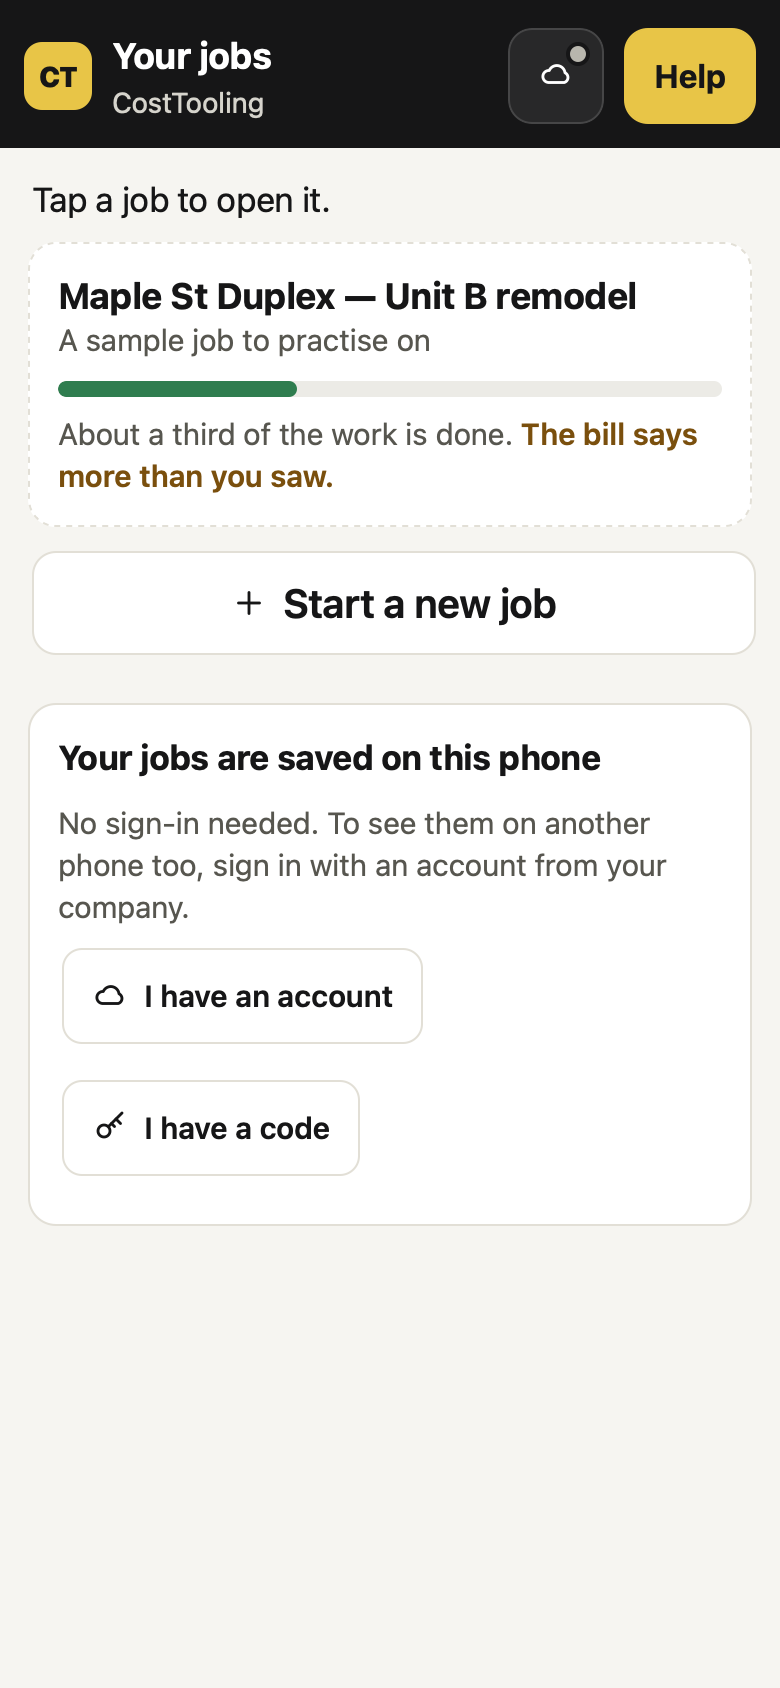 CT
Your jobs
CostTooling
Help
Tap a job to open it.
Maple St Duplex — Unit B remodel
A sample job to practise on
About a third of the work is done. The bill says
more than you saw.
+ Start a new job
Your jobs are saved on this phone
No sign-in needed. To see them on another
phone too, sign in with an account from your
company.
I have an account
I have a code